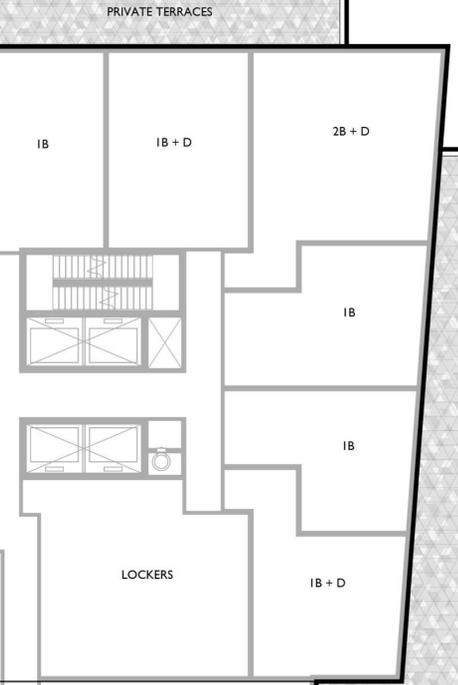 PRIVATE TERRACES
1B
1B + D
2B + D
1B
1B
LOCKERS
1B + D